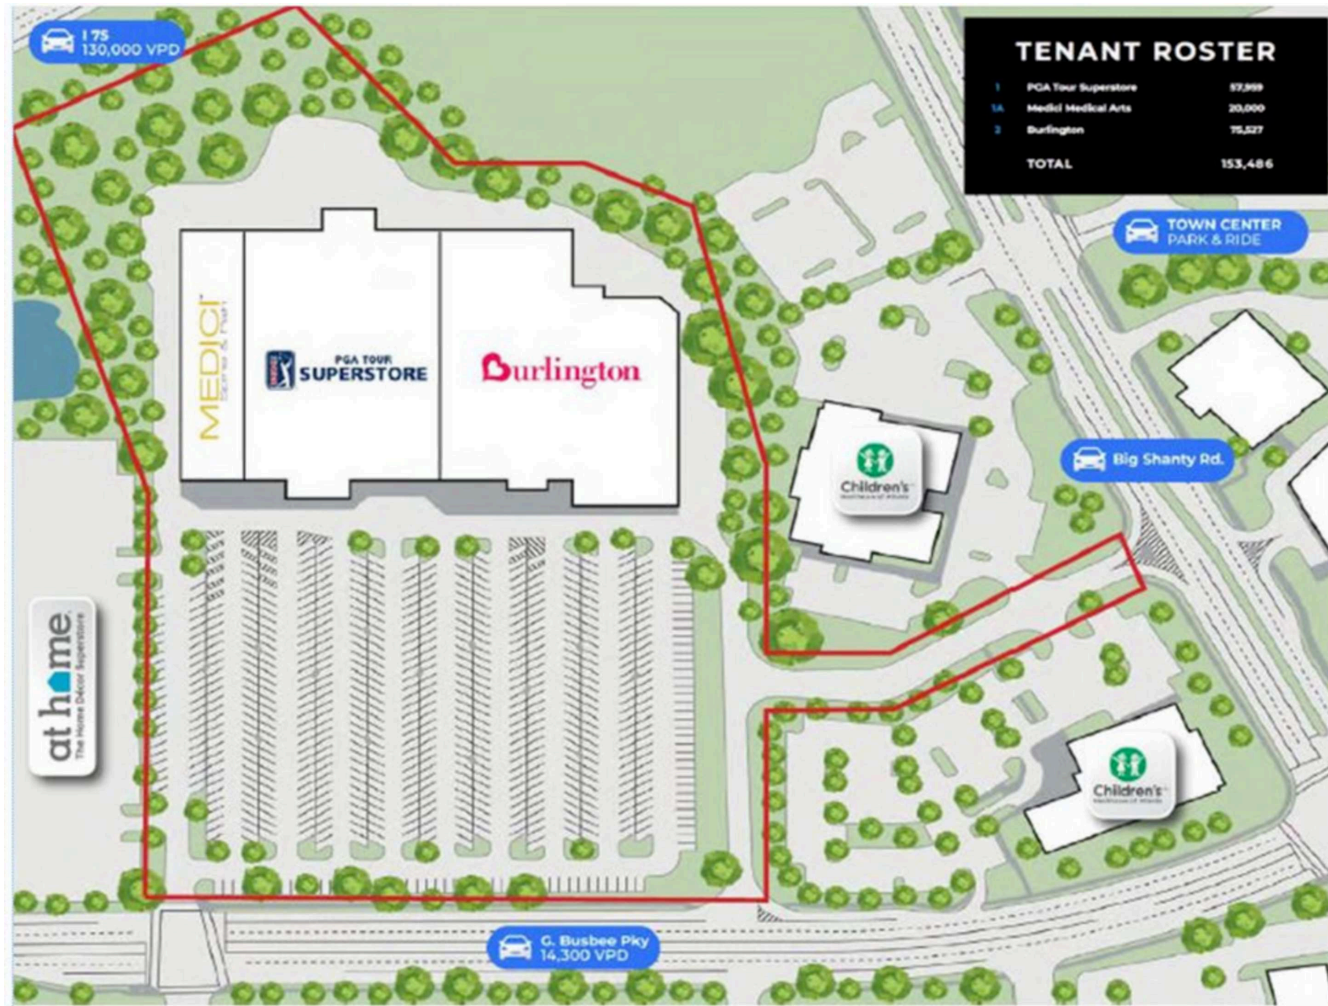 I 75
130,000 VPD
TENANT ROSTER
1 PGA Tour Superstore 57,959
1A Medici Medical Arts 20,000
2 Burlington 75,527
TOTAL 153,486
TOWN CENTER
PARK & RIDE
MEDICI
PGA TOUR
SUPERSTORE
Burlington
Children's
Big Shanty Rd.
at home.
The Home Décor Superstore
Children's
G. Busbee Pky
14,300 VPD